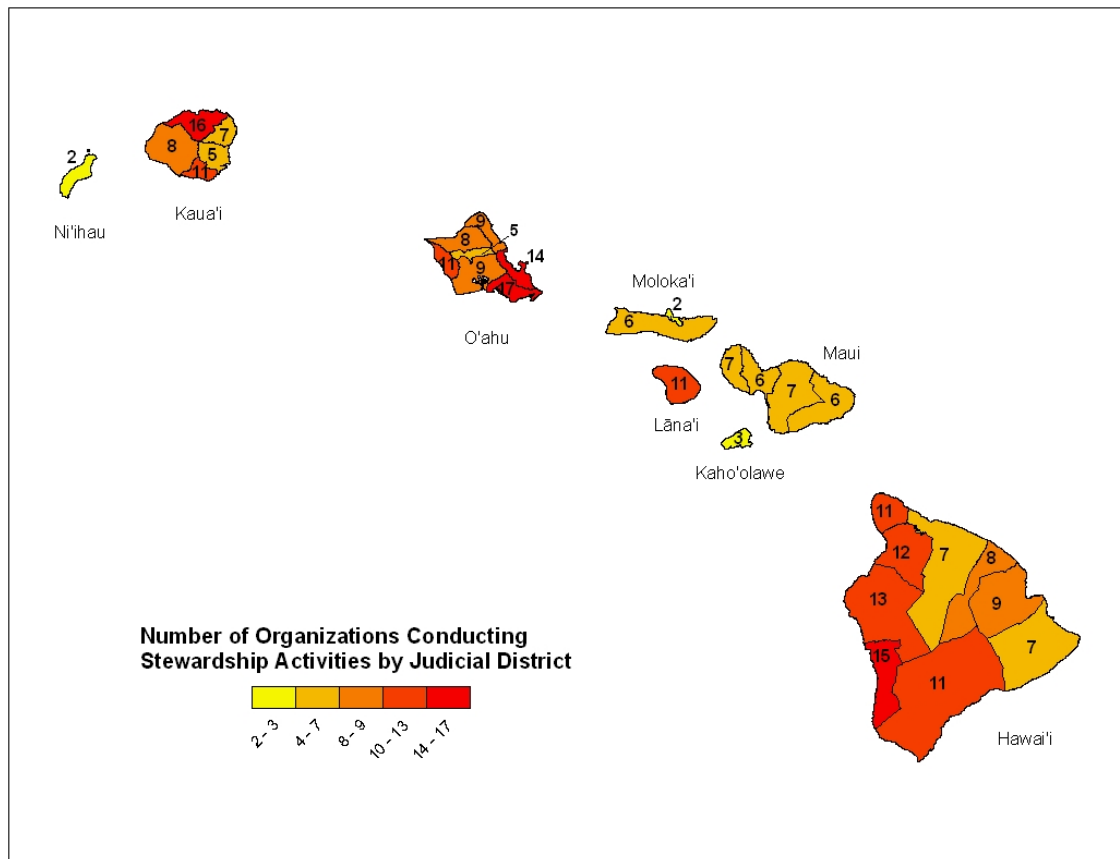 16
7
2
8
5
11
Ni'ihau
Kaua'i
9
8
5
14
11
9
17
O'ahu
Moloka'i
2
6
Maui
7
6
7
6
11
Lāna'i
3
Kaho'olawe
11
12
7
8
13
9
15
7
11
Hawai'i
Number of Organizations Conducting
Stewardship Activities by Judicial District
2 - 3
4 - 7
8 - 9
10 - 13
14 - 17